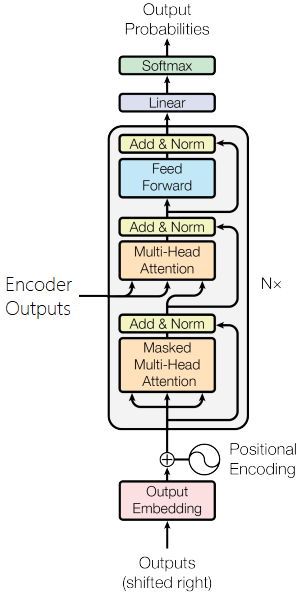 Output
Probabilities
Softmax
Linear
Add & Norm
Feed
Forward
Add & Norm
Multi-Head
Attention
Encoder
Outputs
N×
Add & Norm
Masked
Multi-Head
Attention
Positional
Encoding
Output
Embedding
Outputs
(shifted right)